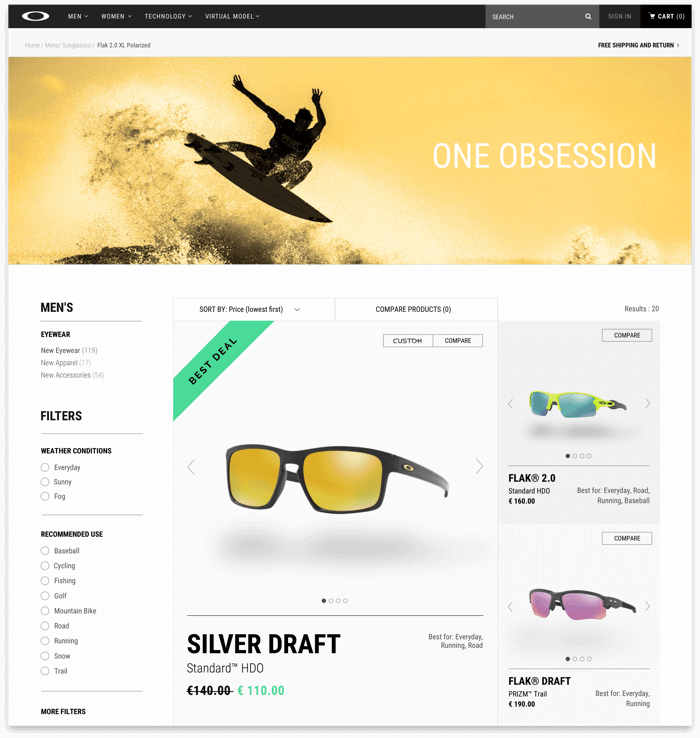 MEN
WOMEN
TECHNOLOGY
VIRTUAL MODEL
SEARCH
SIGN IN
CART (0)
Home / Mens/ Sunglasses / Flak 2.0 XL Polarized
FREE SHIPPING AND RETURN
ONE OBSESSION
MEN'S
EYEWEAR
New Eyewear (119)
New Apparel (17)
New Accessories (54)
FILTERS
WEATHER CONDITIONS
Everyday
Sunny
Fog
RECOMMENDED USE
Baseball
Cycling
Fishing
Golf
Mountain Bike
Road
Running
Snow
Trail
MORE FILTERS
SORT BY: Price (lowest first)
COMPARE PRODUCTS (0)
Results : 20
BEST DEAL
CUSTOM
COMPARE
SILVER DRAFT
Standard™ HDO
€140.00 € 110.00
Best for: Everyday,
Running, Road
COMPARE
FLAK® 2.0
Standard HDO
€ 160.00
Best for: Everyday, Road,
Running, Baseball
COMPARE
FLAK® DRAFT
PRIZM™ Trail
€ 190.00
Best for: Everyday,
Running